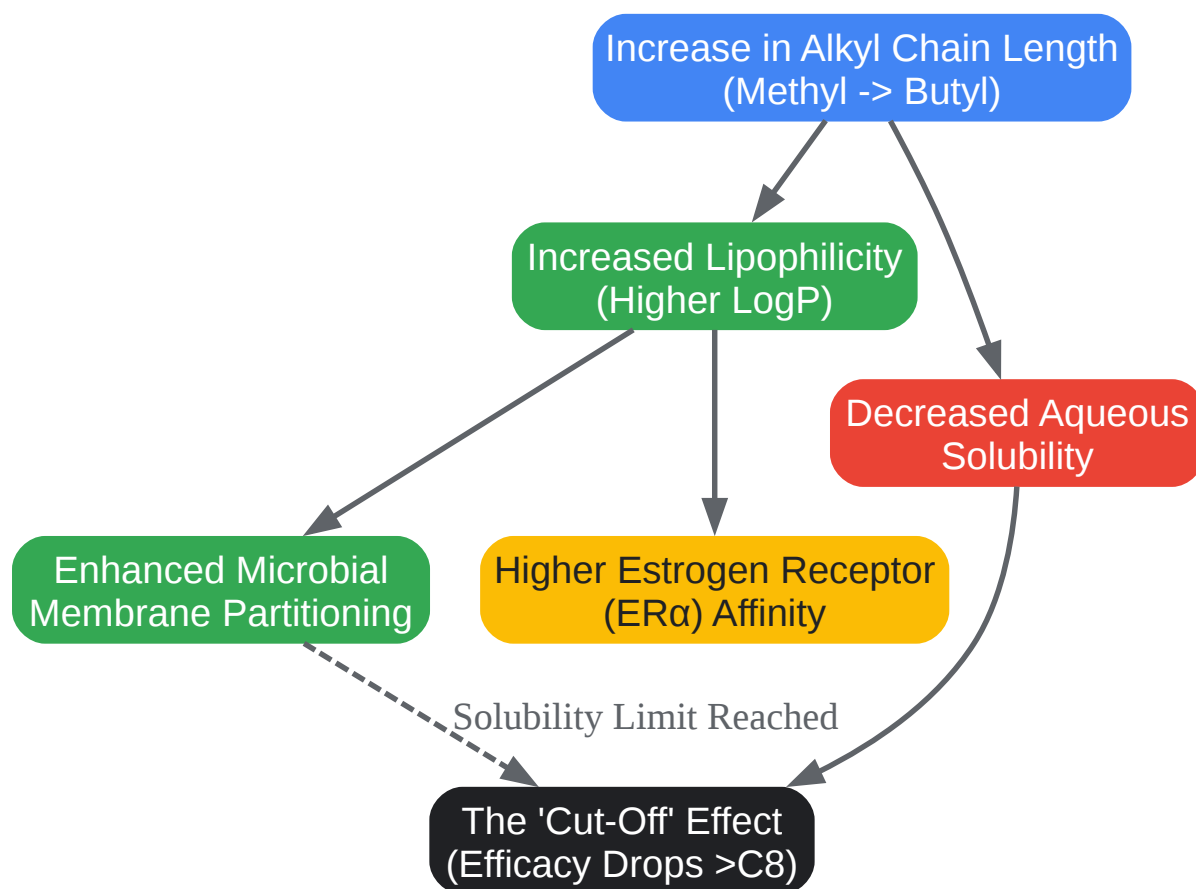 Increase in Alkyl Chain Length
(Methyl -> Butyl)
Increased Lipophilicity
(Higher LogP)
Decreased Aqueous
Solubility
Enhanced Microbial
Membrane Partitioning
Higher Estrogen Receptor
(ERα) Affinity
Solubility Limit Reached
The 'Cut-Off' Effect
(Efficacy Drops >C8)